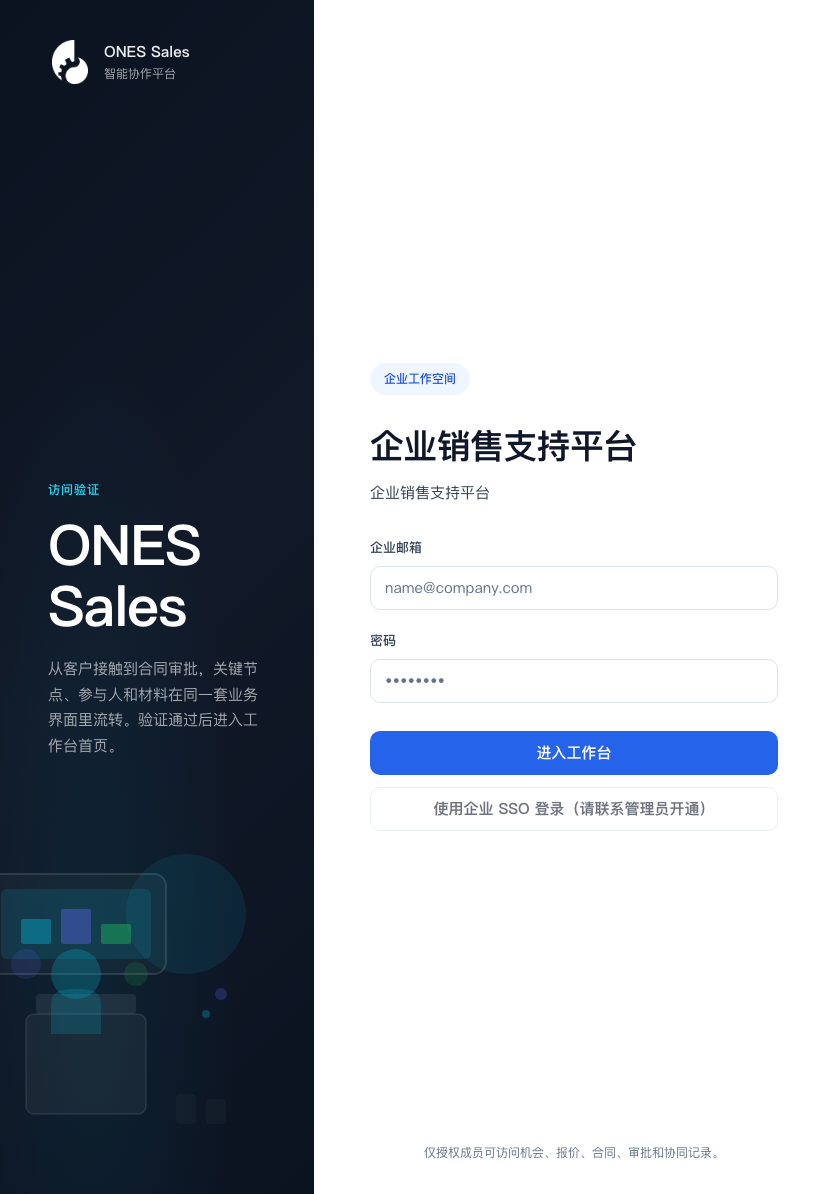 ONES Sales
智能协作平台
访问验证
ONES
Sales
从客户接触到合同审批，关键节
点、参与人和材料在同一套业务
界面里流转。验证通过后进入工
作台首页。
企业工作空间
企业销售支持平台
企业销售支持平台
企业邮箱
name@company.com
密码
••••••••
进入工作台
使用企业 SSO 登录（请联系管理员开通）
仅授权成员可访问机会、报价、合同、审批和协同记录。